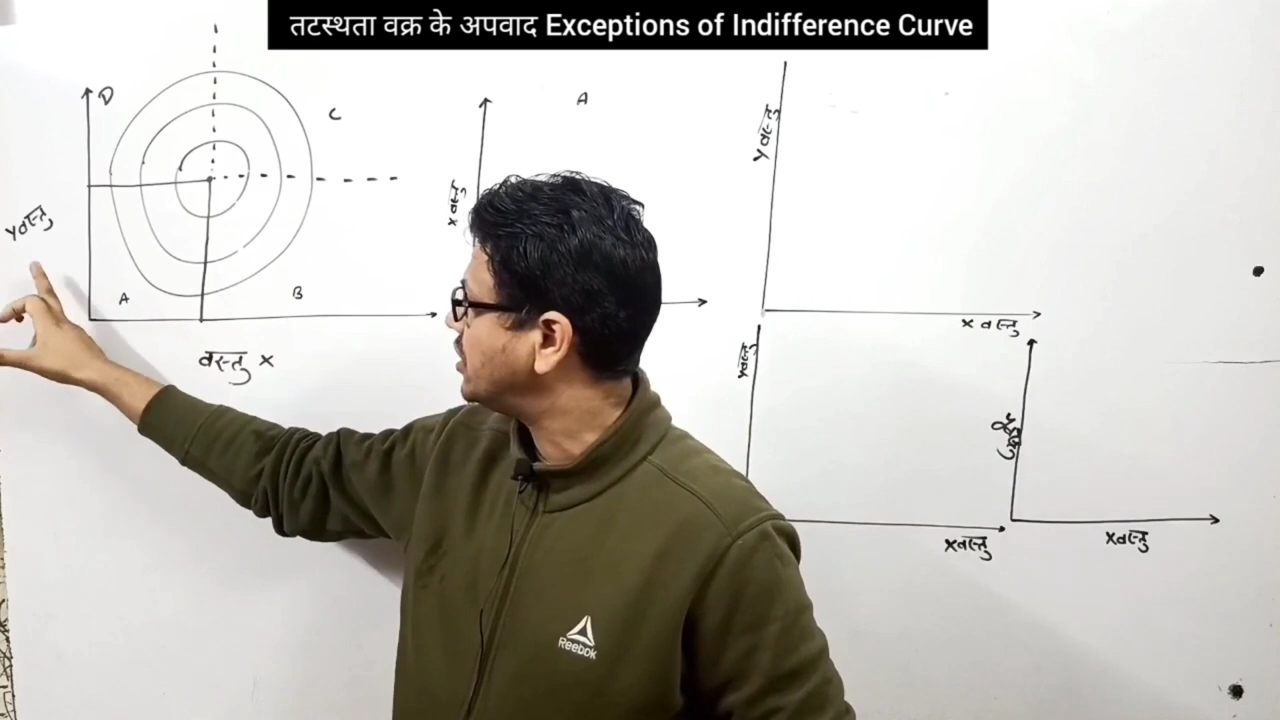 तटस्थता वक्र के अपवाद Exceptions of Indifference Curve
D
C
Y वस्तु
A
B
वस्तु X
A
X वस्तु
Y वस्तु
X वस्तु
Y वस्तु
X वस्तु
X वस्तु
Reebok